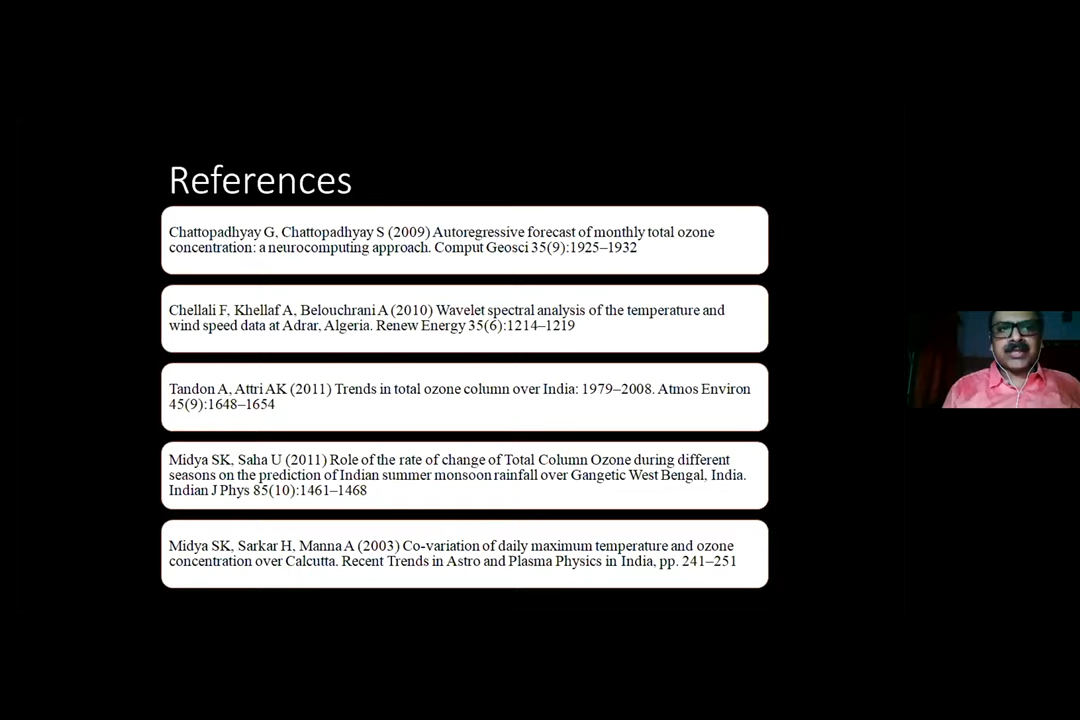 References
Chattopadhyay G, Chattopadhyay S (2009) Autoregressive forecast of monthly total ozone
concentration: a neurocomputing approach. Comput Geosci 35(9):1925–1932
Chellali F, Khellaf A, Belouchrani A (2010) Wavelet spectral analysis of the temperature and
wind speed data at Adrar, Algeria. Renew Energy 35(6):1214–1219
Tandon A, Attri AK (2011) Trends in total ozone column over India: 1979–2008. Atmos Environ
45(9):1648–1654
Midya SK, Saha U (2011) Role of the rate of change of Total Column Ozone during different
seasons on the prediction of Indian summer monsoon rainfall over Gangetic West Bengal, India.
Indian J Phys 85(10):1461–1468
Midya SK, Sarkar H, Manna A (2003) Co-variation of daily maximum temperature and ozone
concentration over Calcutta. Recent Trends in Astro and Plasma Physics in India, pp. 241–251